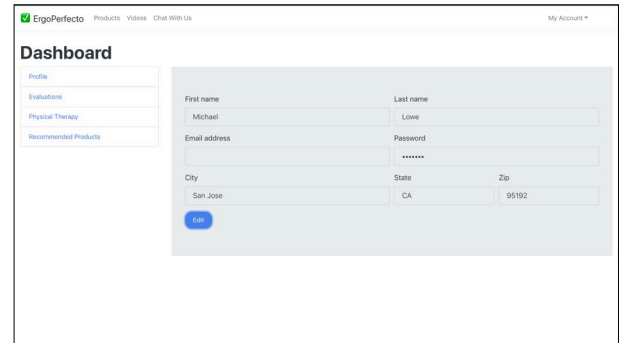 ErgoPerfecto Products Videos Chat With Us My Account
Dashboard
Profile
Evaluations
Physical Therapy
Recommended Products
First name Last name
Michael Lowe
Email address Password
•••••••
City State Zip
San Jose CA 95192
Edit